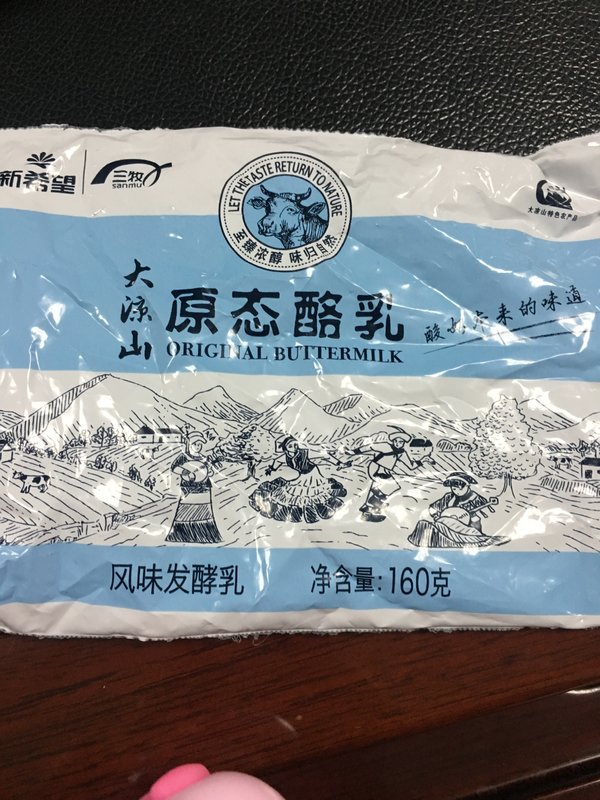 新希望
三牧
sanmu
LET THE TASTE RETURN TO NATURE
至臻浓醇 味归自然
大凉山特色农产品
大凉山
原态酪乳
ORIGINAL BUTTERMILK
酸奶原来的味道
风味发酵乳
净含量:160克